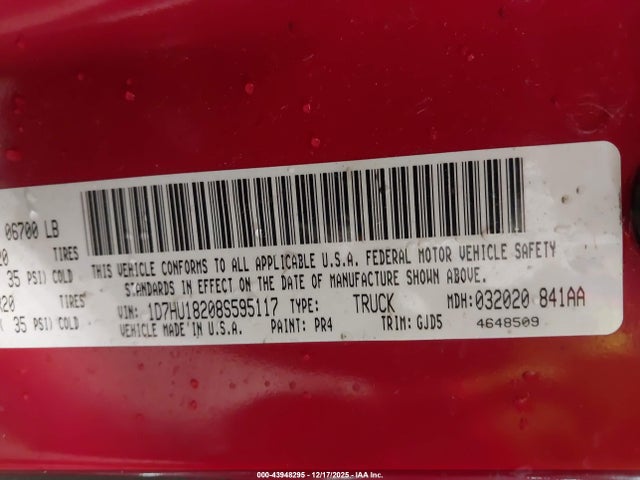 06700 LB
20 TIRES
35 PSI) COLD
R20 TIRES
( 35 PSI) COLD
THIS VEHICLE CONFORMS TO ALL APPLICABLE U.S.A. FEDERAL MOTOR VEHICLE SAFETY
STANDARDS IN EFFECT ON THE DATE OF MANUFACTURE SHOWN ABOVE.
VIN: 1D7HU18208S595117 TYPE: TRUCK MDH: 032020 841AA
VEHICLE MADE IN U.S.A. PAINT: PR4 TRIM: GJD5 4648509
000-43948295 - 12/17/2025 - IAA Inc.